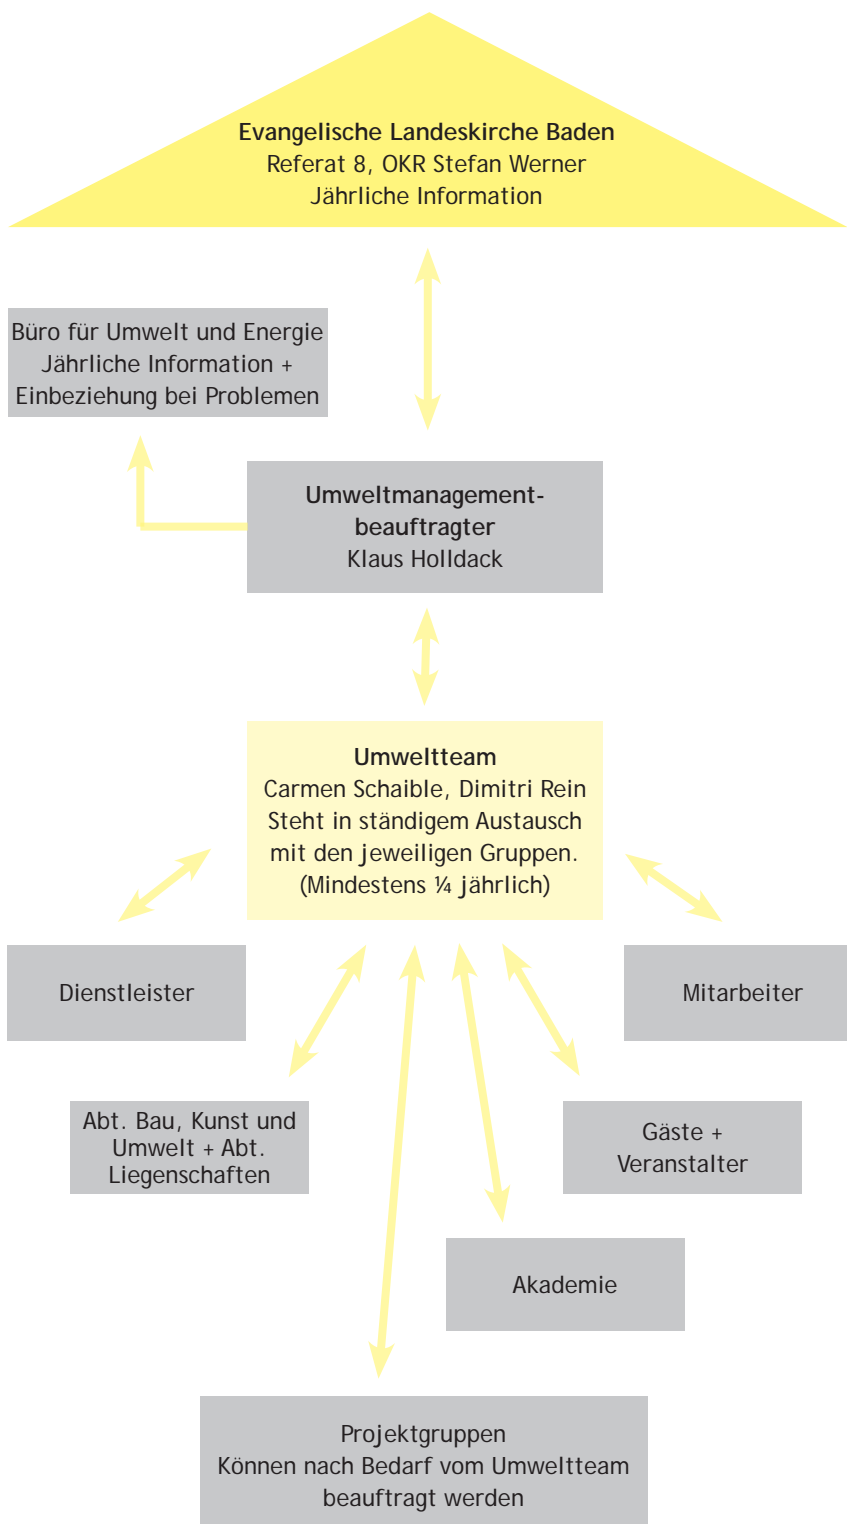 Evangelische Landeskirche Baden
Referat 8, OKR Stefan Werner
Jährliche Information
Büro für Umwelt und Energie
Jährliche Information +
Einbeziehung bei Problemen
Umweltmanagement-
beauftragter
Klaus Holldack
Umweltteam
Carmen Schaible, Dimitri Rein
Steht in ständigem Austausch
mit den jeweiligen Gruppen.
(Mindestens ¼ jährlich)
Dienstleister
Mitarbeiter
Abt. Bau, Kunst und
Umwelt + Abt.
Liegenschaften
Gäste +
Veranstalter
Akademie
Projektgruppen
Können nach Bedarf vom Umweltteam
beauftragt werden